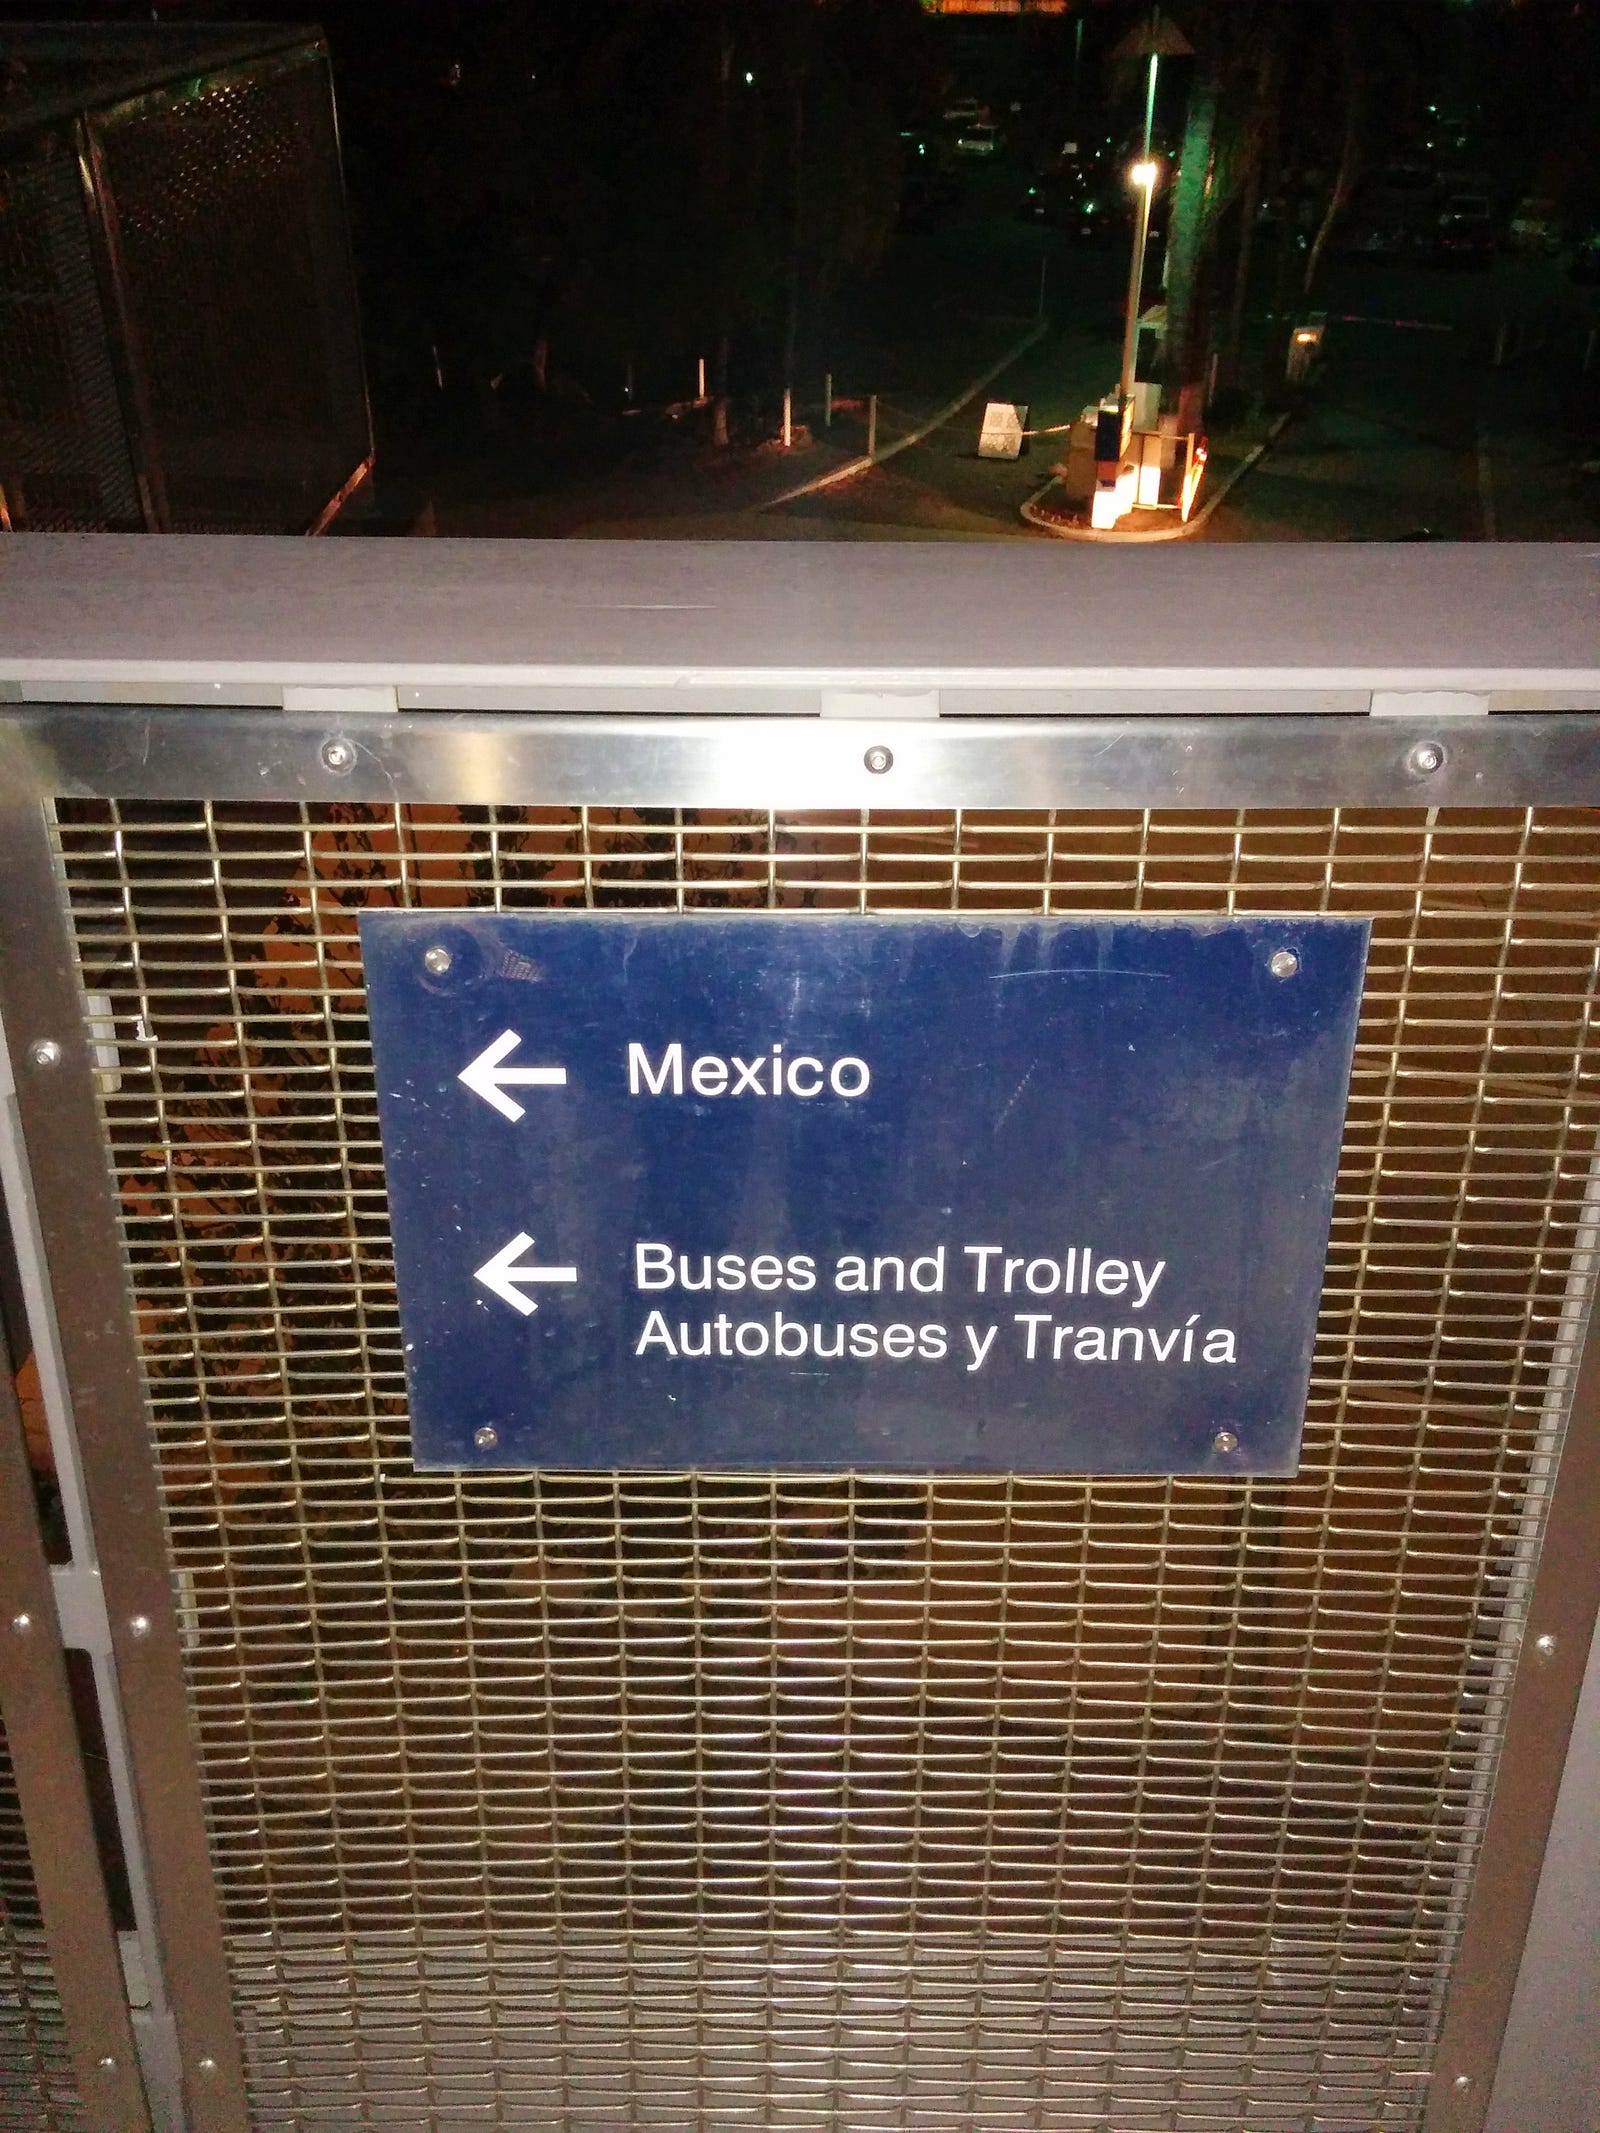 ← Mexico
← Buses and Trolley
Autobuses y Tranvía